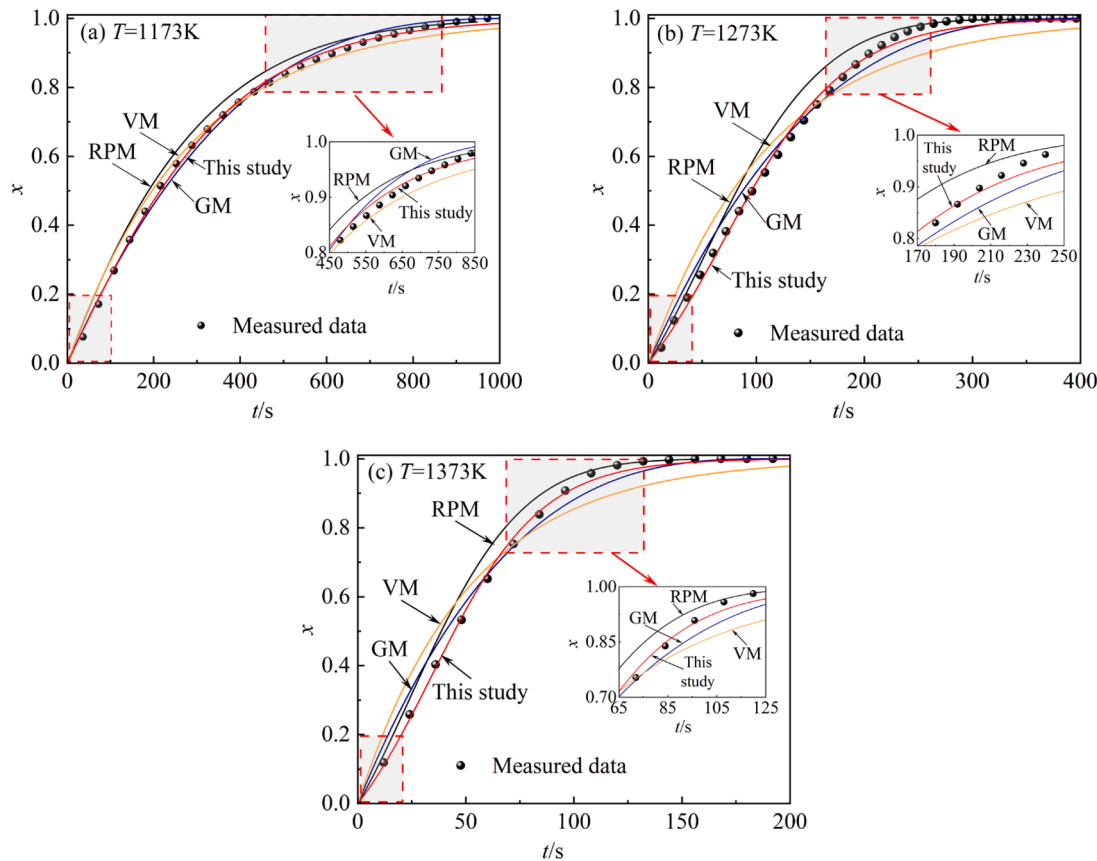 (a) T=1173K
1.0
0.8
0.6
0.4
0.2
0.0
x
VM
RPM
This study
GM
1.0
0.9
0.8
x
GM
RPM
This study
VM
450 550 650 750 850
t/s
Measured data
0 200 400 600 800 1000
t/s
(b) T=1273K
1.0
0.8
0.6
0.4
0.2
0.0
x
VM
RPM
GM
This study
1.0
0.9
0.8
x
This
study
RPM
GM
VM
170 190 210 230 250
t/s
Measured data
0 100 200 300 400
t/s
(c) T=1373K
1.0
0.8
0.6
0.4
0.2
0.0
x
RPM
VM
GM
This study
1.00
0.85
0.70
x
RPM
GM
VM
This
study
65 85 105 125
t/s
Measured data
0 50 100 150 200
t/s